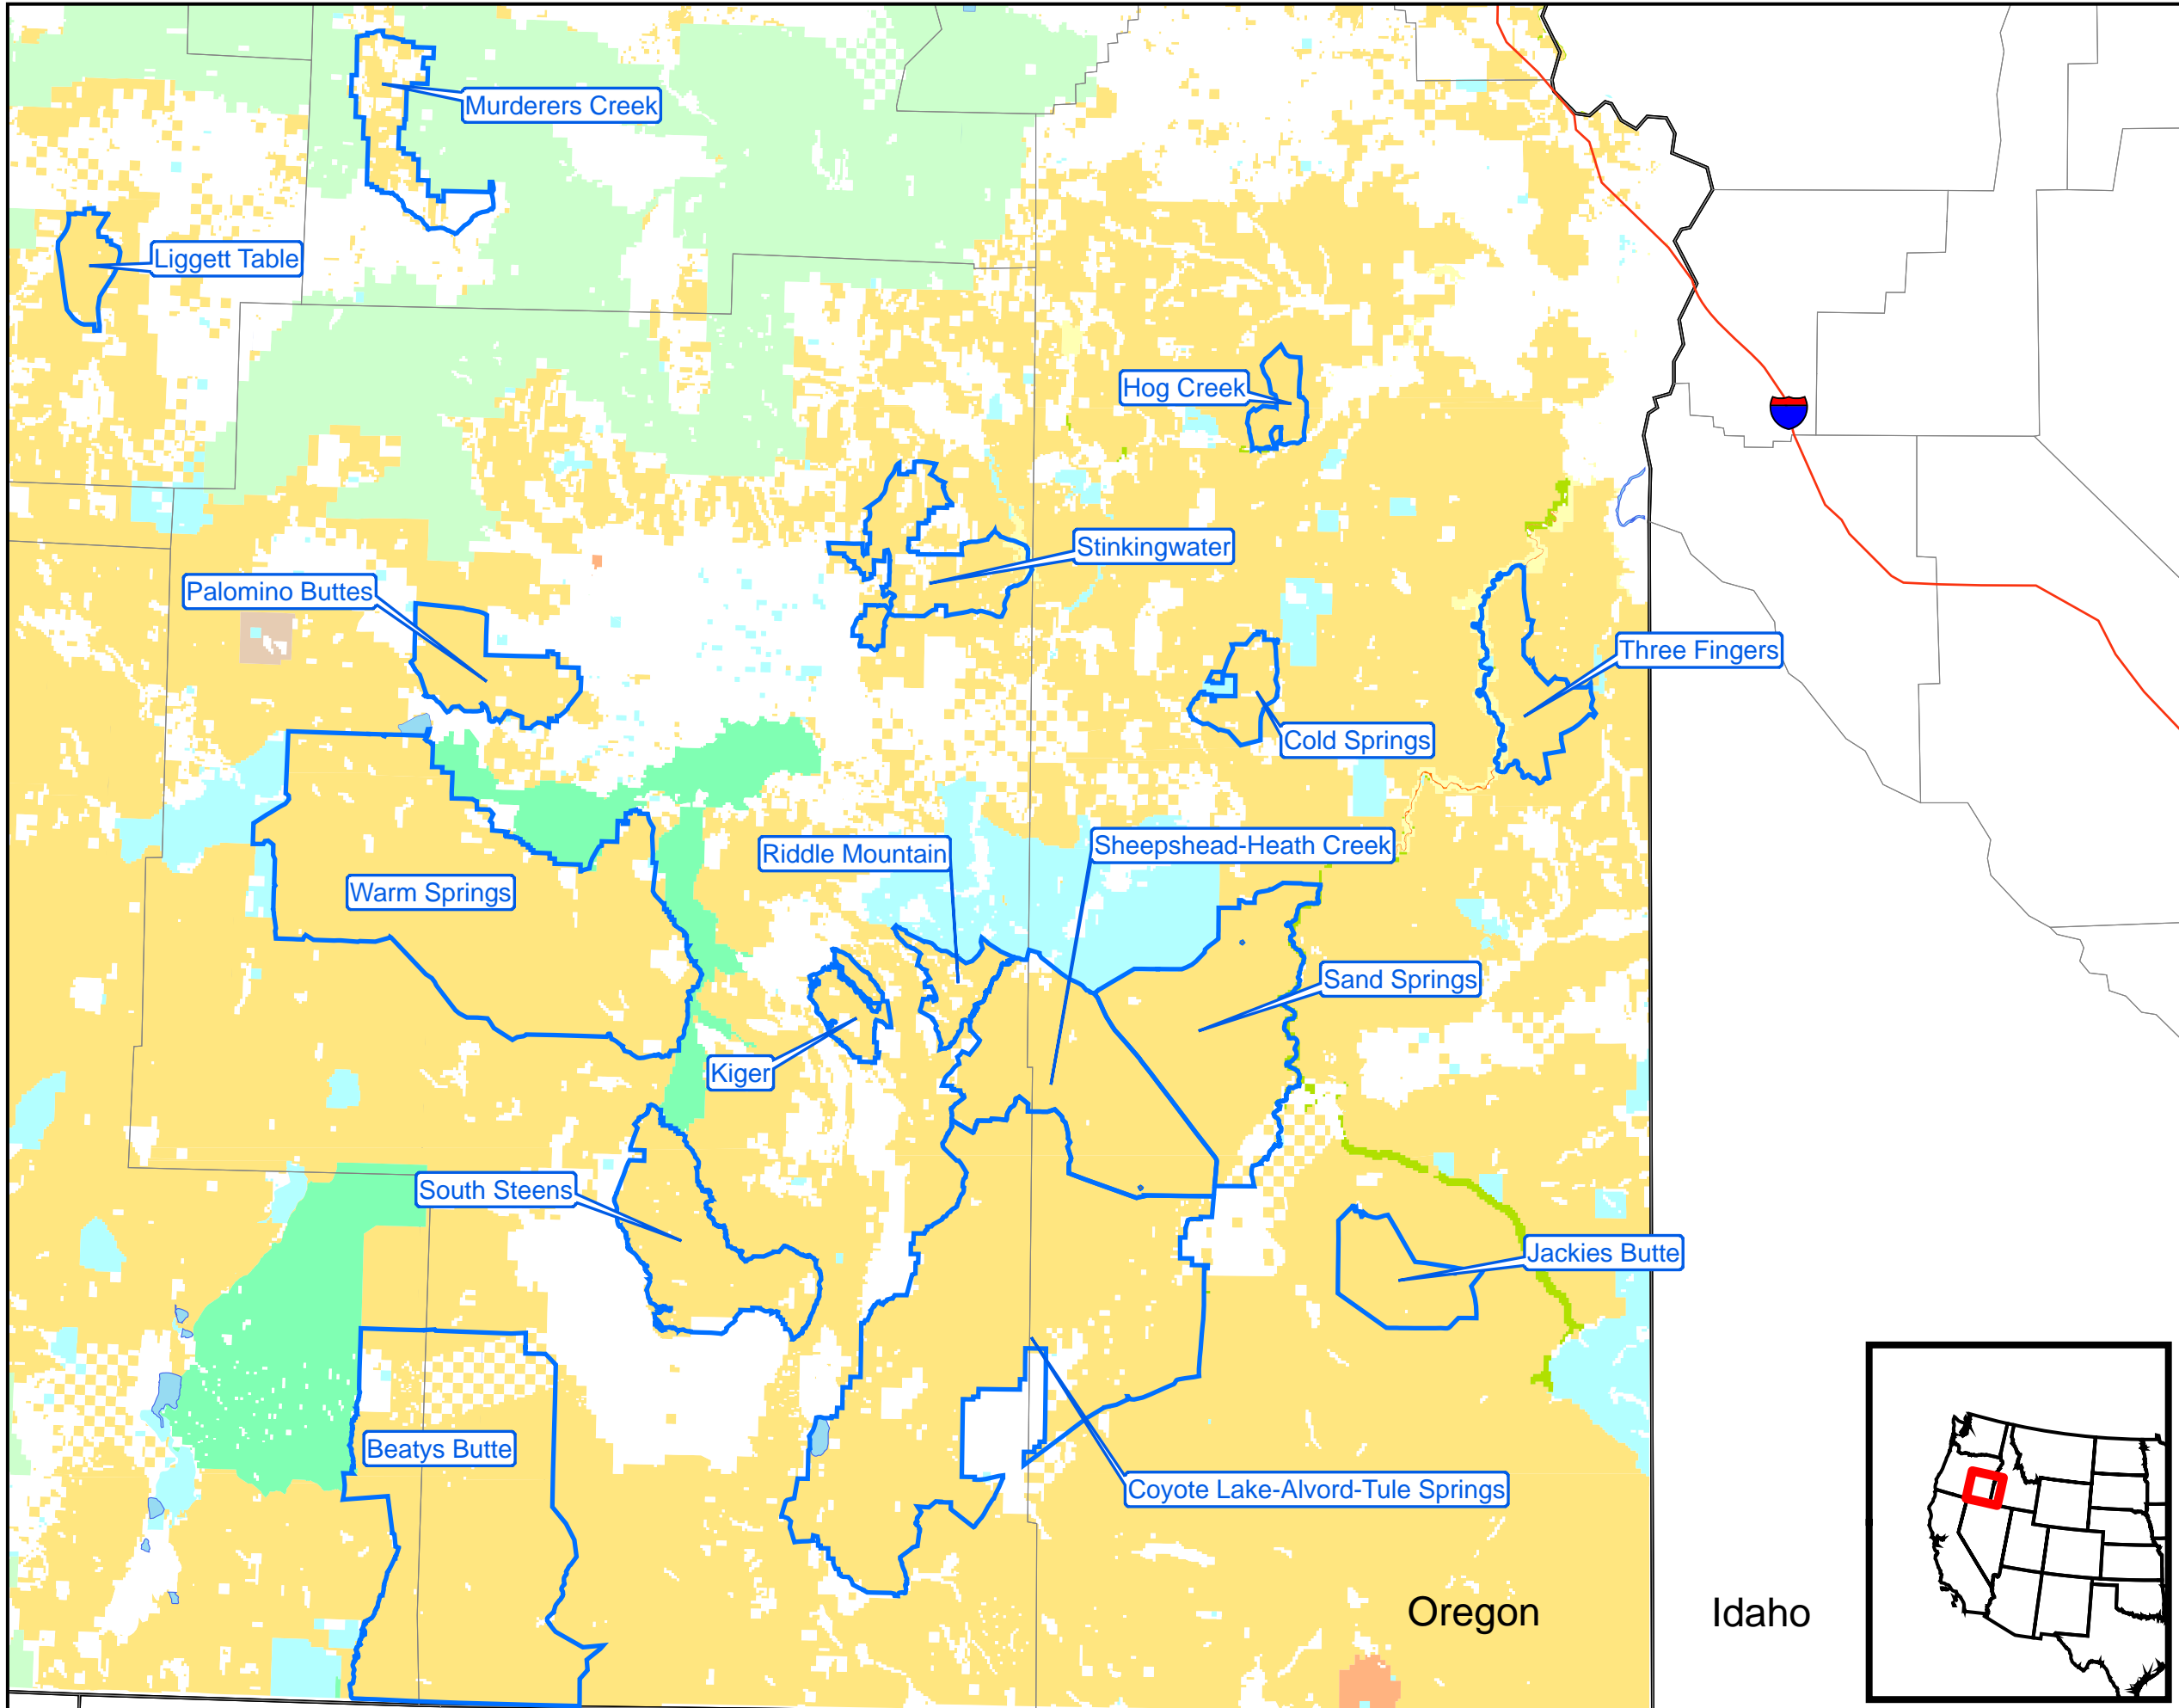 Murderers Creek
Liggett Table
Hog Creek
Stinkingwater
Palomino Buttes
Three Fingers
Cold Springs
Sheepshead-Heath Creek
Riddle Mountain
Warm Springs
Sand Springs
Kiger
South Steens
Jackies Butte
Beatys Butte
Coyote Lake-Alvord-Tule Springs
Oregon
Idaho